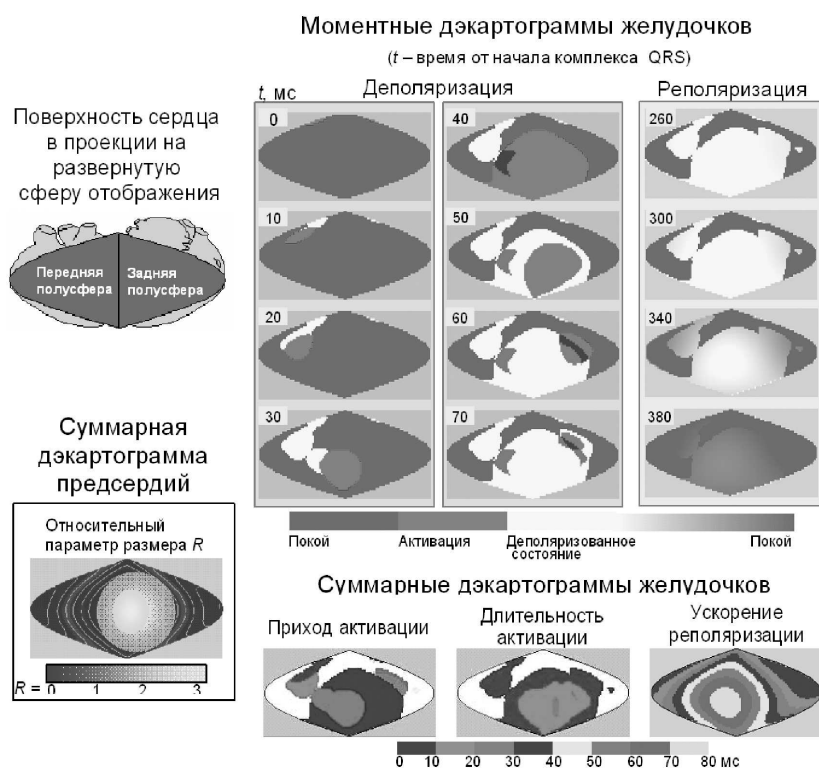 Моментные дэкартограммы желудочков
(t – время от начала комплекса QRS)
t, мс
Деполяризация
Реполяризация
0
10
20
30
40
50
60
70
260
300
340
380
Поверхность сердца
в проекции на
развернутую
сферу отображения
Передняя
полусфера
Задняя
полусфера
Покой
Активация
Деполяризованное
состояние
Покой
Суммарная
дэкартограмма
предсердий
Относительный
параметр размера R
R = 0 1 2 3
Суммарные дэкартограммы желудочков
Приход активации
Длительность
активации
Ускорение
реполяризации
0 10 20 30 40 50 60 70 80 мс